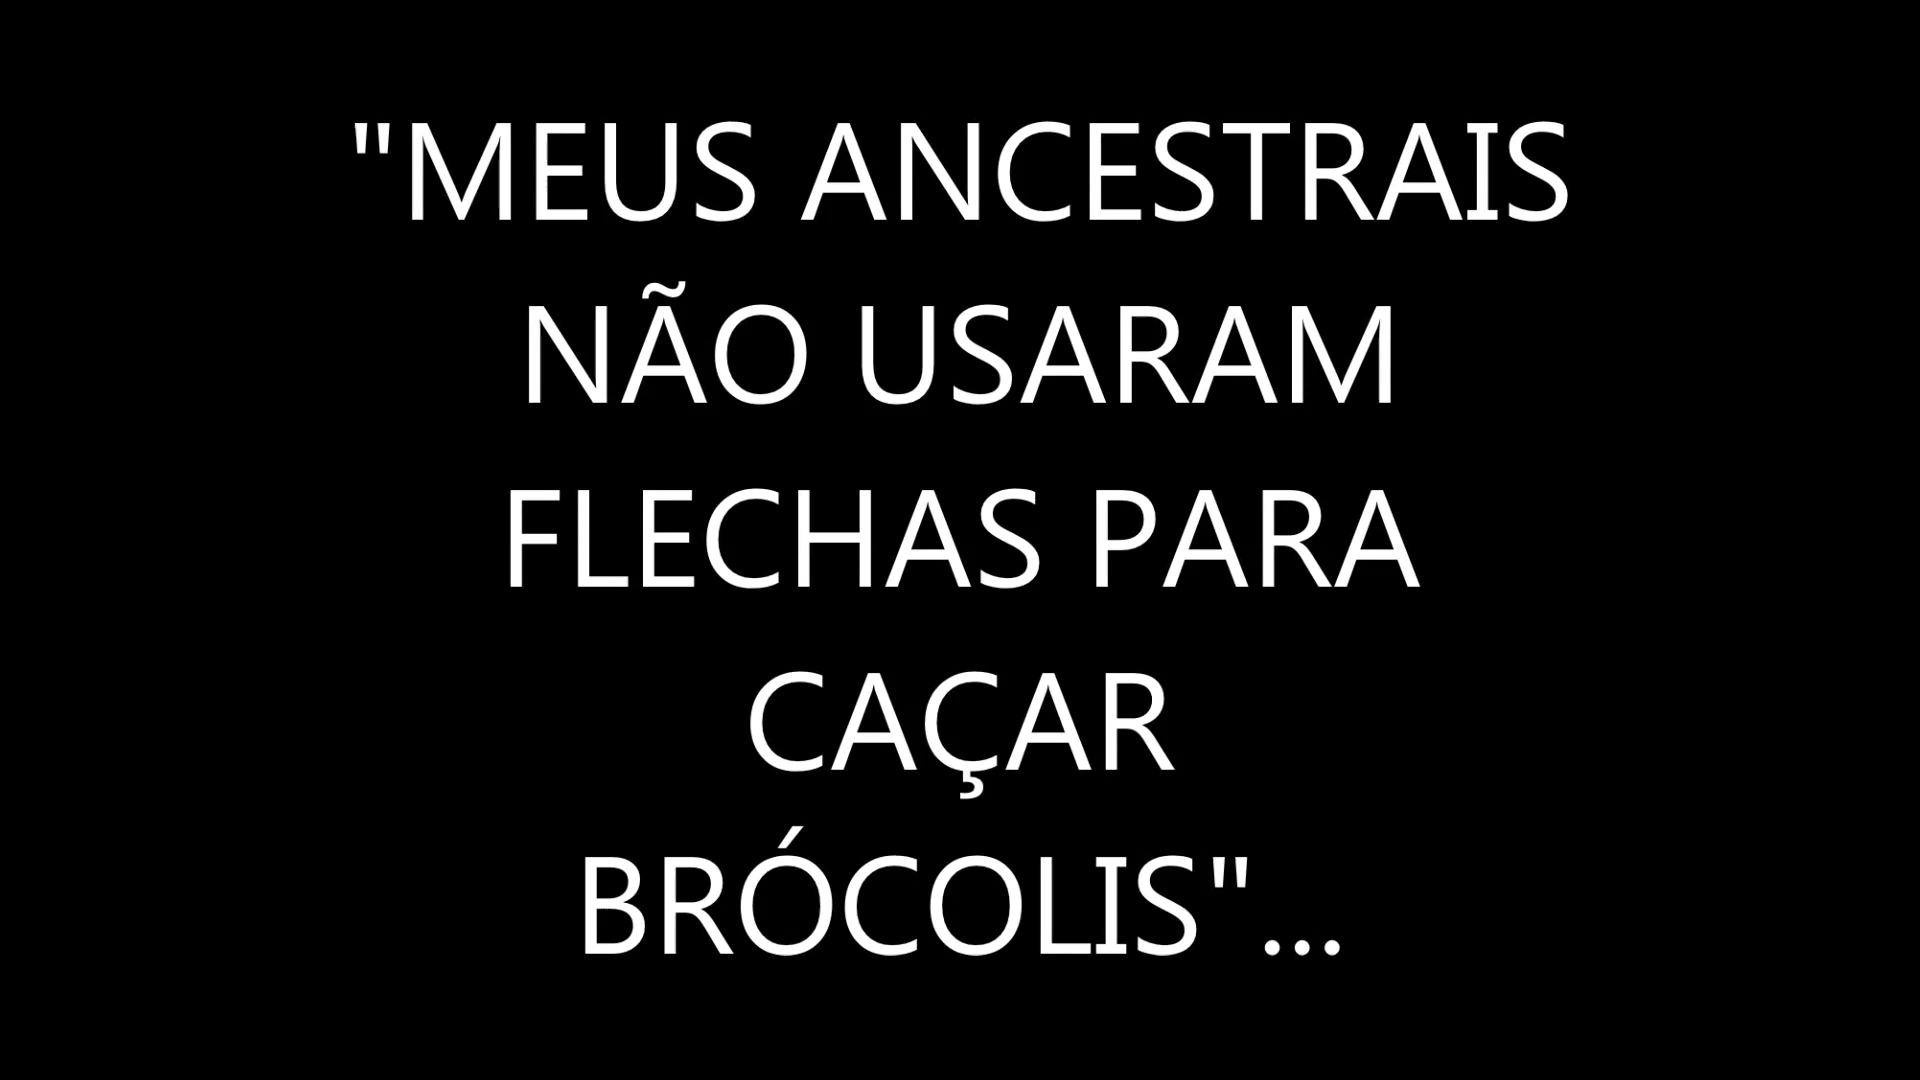 "MEUS ANCESTRAIS
NÃO USARAM
FLECHAS PARA
CAÇAR
BRÓCOLIS"...